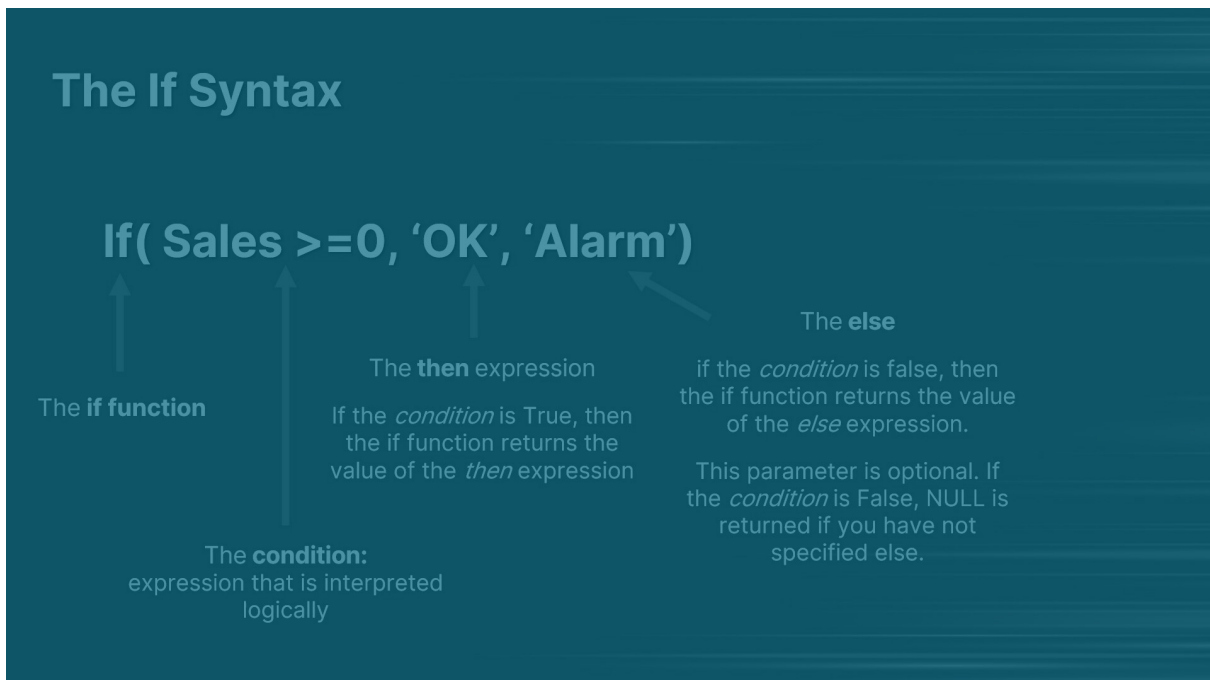 The If Syntax
If( Sales >=0, ‘OK’, ‘Alarm’)
The if function
The condition:
expression that is interpreted
logically
The then expression
If the condition is True, then
the if function returns the
value of the then expression
The else
if the condition is false, then
the if function returns the value
of the else expression.
This parameter is optional. If
the condition is False, NULL is
returned if you have not
specified else.